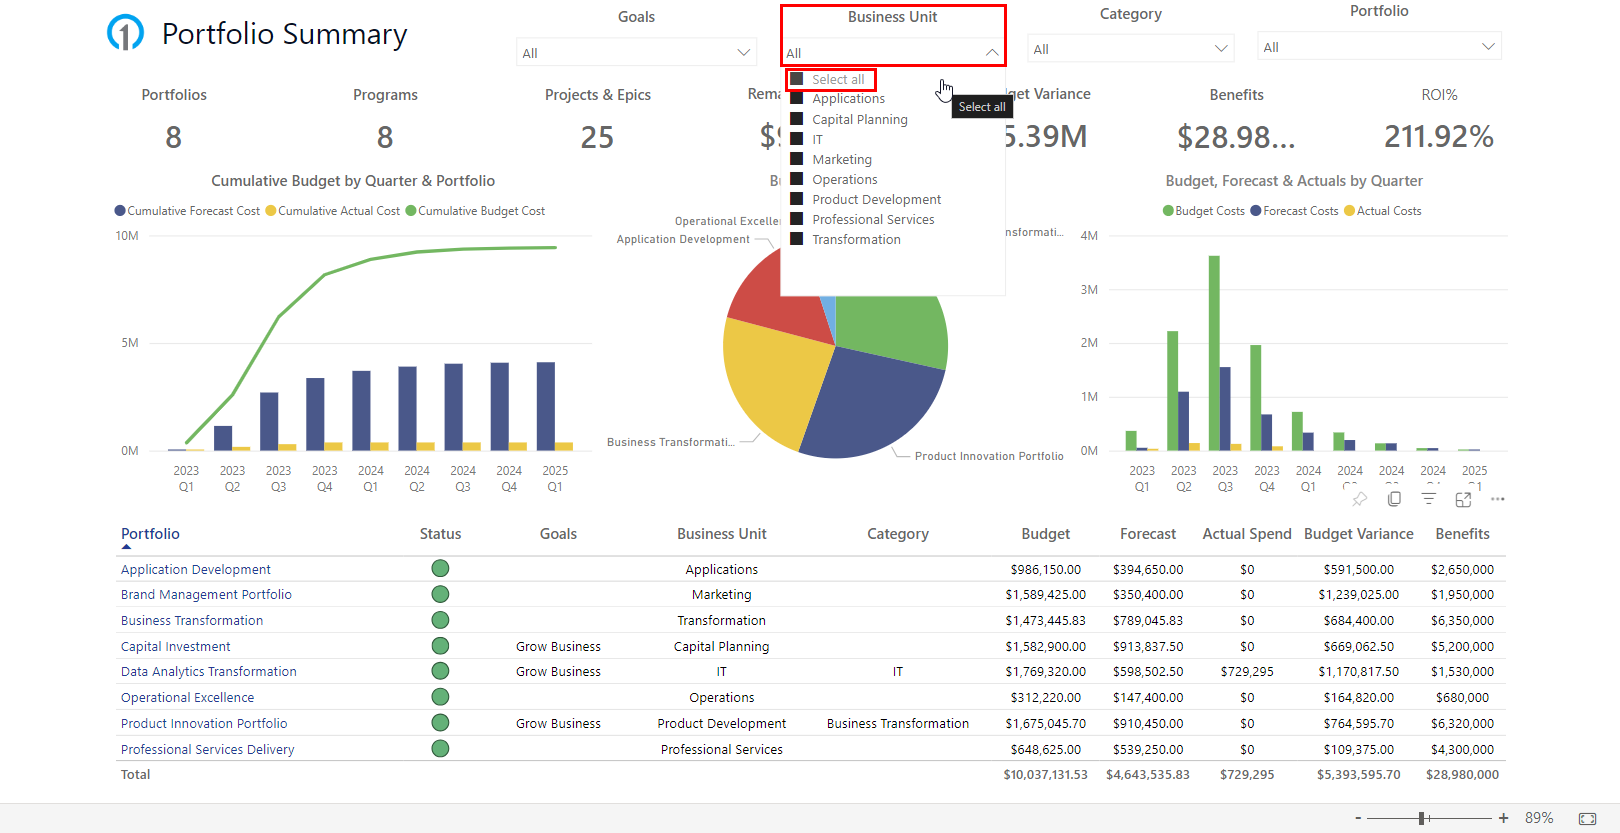 Portfolio Summary
Goals
All
Business Unit
All
Category
All
Portfolio
All
Select all
Applications
Capital Planning
IT
Marketing
Operations
Product Development
Professional Services
Transformation
Select all
Portfolios
8
Programs
8
Projects & Epics
25
Variance
5.39M
Benefits
$28.98...
ROI%
211.92%
Cumulative Budget by Quarter & Portfolio
Cumulative Forecast Cost Cumulative Actual Cost Cumulative Budget Cost
10M
5M
0M
2023 Q1
2023 Q2
2023 Q3
2023 Q4
2024 Q1
2024 Q2
2024 Q3
2024 Q4
2025 Q1
Operational
Application Development
Business Transformati...
Product Innovation Portfolio
Budget, Forecast & Actuals by Quarter
Budget Costs Forecast Costs Actual Costs
4M
3M
2M
1M
0M
2023 Q1
2023 Q2
2023 Q3
2023 Q4
2024 Q1
2024
2024
2024
2025
Portfolio Status Goals Business Unit Category Budget Forecast Actual Spend Budget Variance Benefits
Application Development Applications $986,150.00 $394,650.00 $0 $591,500.00 $2,650,000
Brand Management Portfolio Marketing $1,589,425.00 $350,400.00 $0 $1,239,025.00 $1,950,000
Business Transformation Transformation $1,473,445.83 $789,045.83 $0 $684,400.00 $6,350,000
Capital Investment Grow Business Capital Planning $1,582,900.00 $913,837.50 $0 $669,062.50 $5,200,000
Data Analytics Transformation Grow Business IT IT $1,769,320.00 $598,502.50 $729,295 $1,170,817.50 $1,530,000
Operational Excellence Operations $312,220.00 $147,400.00 $0 $164,820.00 $680,000
Product Innovation Portfolio Grow Business Product Development Business Transformation $1,675,045.70 $910,450.00 $0 $764,595.70 $6,320,000
Professional Services Delivery Professional Services $648,625.00 $539,250.00 $0 $109,375.00 $4,300,000
Total $10,037,131.53 $4,643,535.83 $729,295 $5,393,595.70 $28,980,000
- + 89%